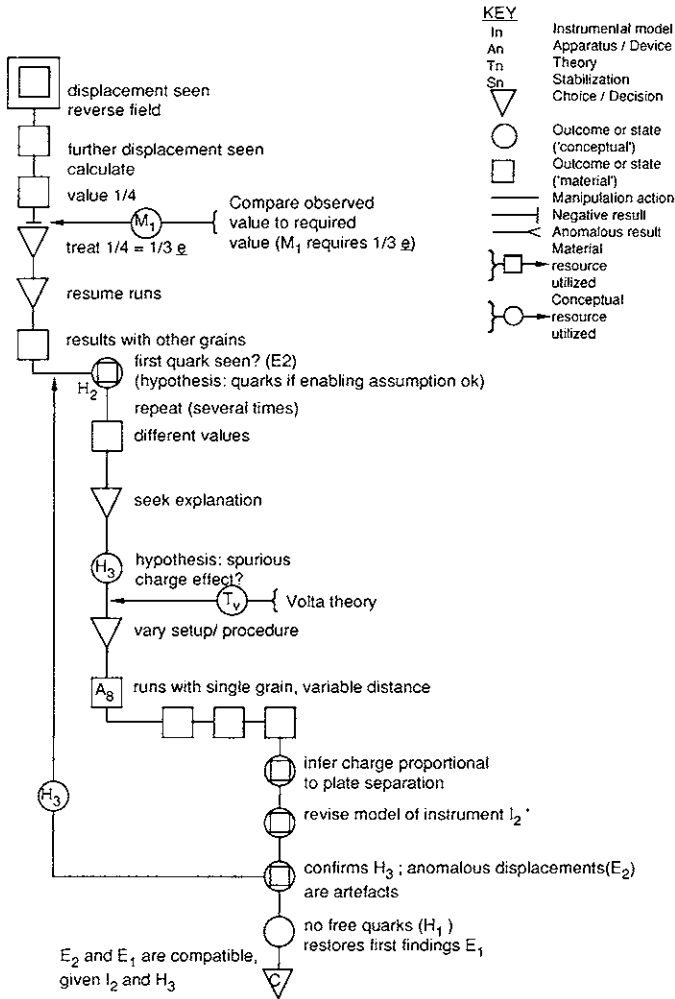 KEY
In Instrumental model
An Apparatus / Device
Tn Theory
Sn Stabilization
Choice / Decision
Outcome or state
('conceptual')
Outcome or state
('material')
Manipulation action
Negative result
Anomalous result
Material
resource
utilized
Conceptual
resource
utilized
displacement seen
reverse field
further displacement seen
calculate
value 1/4
M1
Compare observed
value to required
value (M1 requires 1/3 e)
treat 1/4 = 1/3 e
resume runs
results with other grains
first quark seen? (E2)
H2
(hypothesis: quarks if enabling assumption ok)
repeat (several times)
different values
seek explanation
H3
hypothesis: spurious
charge effect?
Tv
Volta theory
vary setup/ procedure
A8
runs with single grain, variable distance
infer charge proportional
to plate separation
H3
revise model of instrument I2'
confirms H3 ; anomalous displacements(E2)
are artefacts
no free quarks (H1)
restores first findings E1
E2 and E1 are compatible,
given I2 and H3
C